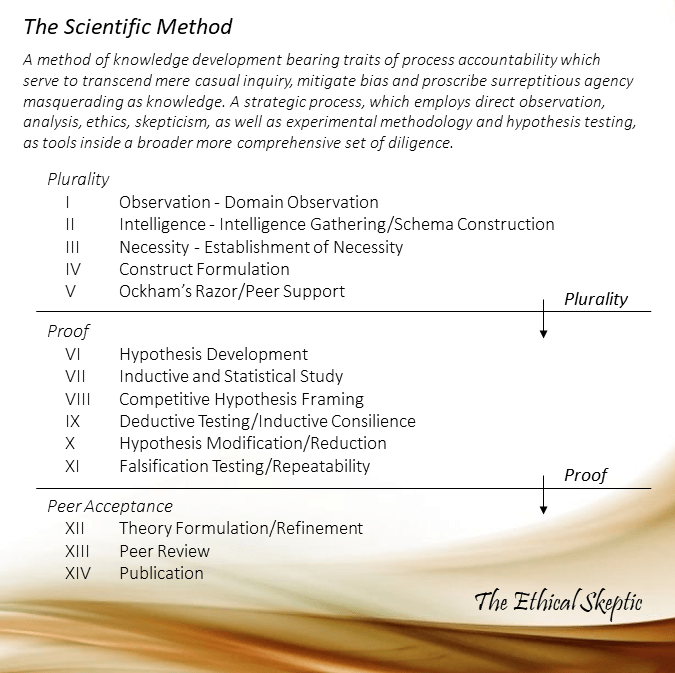 The Scientific Method
A method of knowledge development bearing traits of process accountability which
serve to transcend mere casual inquiry, mitigate bias and proscribe surreptitious agency
masquerading as knowledge. A strategic process, which employs direct observation,
analysis, ethics, skepticism, as well as experimental methodology and hypothesis testing,
as tools inside a broader more comprehensive set of diligence.
Plurality
I Observation - Domain Observation
II Intelligence - Intelligence Gathering/Schema Construction
III Necessity - Establishment of Necessity
IV Construct Formulation
V Ockham's Razor/Peer Support
Plurality
Proof
VI Hypothesis Development
VII Inductive and Statistical Study
VIII Competitive Hypothesis Framing
IX Deductive Testing/Inductive Consilience
X Hypothesis Modification/Reduction
XI Falsification Testing/Repeatability
Proof
Peer Acceptance
XII Theory Formulation/Refinement
XIII Peer Review
XIV Publication
The Ethical Skeptic